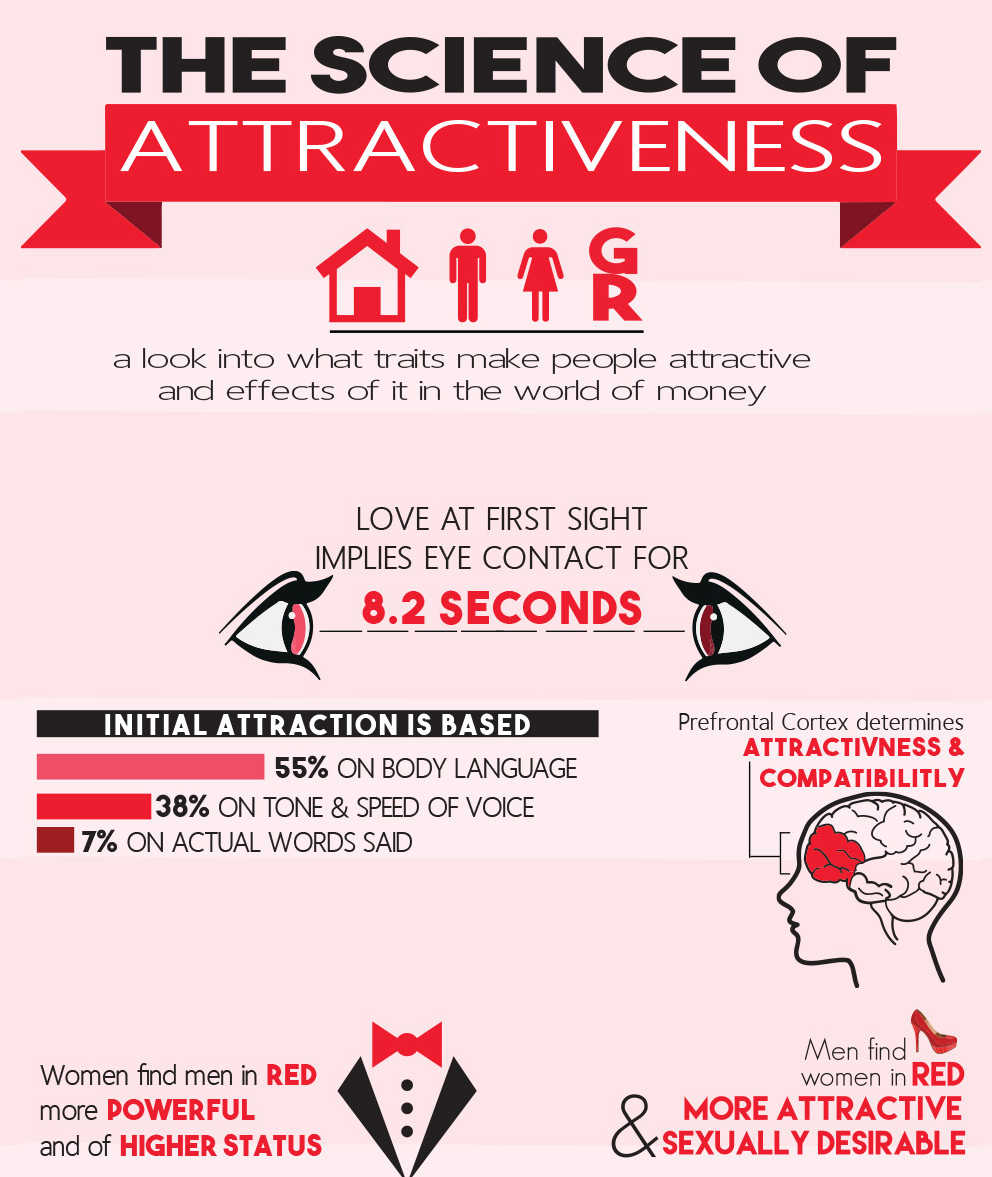 THE SCIENCE OF
ATTRACTIVENESS
G
R
a look into what traits make people attractive
and effects of it in the world of money
LOVE AT FIRST SIGHT
IMPLIES EYE CONTACT FOR
8.2 SECONDS
INITIAL ATTRACTION IS BASED
55% ON BODY LANGUAGE
38% ON TONE & SPEED OF VOICE
7% ON ACTUAL WORDS SAID
Prefrontal Cortex determines
ATTRACTIVNESS &
COMPATIBILITLY
Women find men in RED
more POWERFUL
and of HIGHER STATUS
Men find
women in RED
MORE ATTRACTIVE
& SEXUALLY DESIRABLE